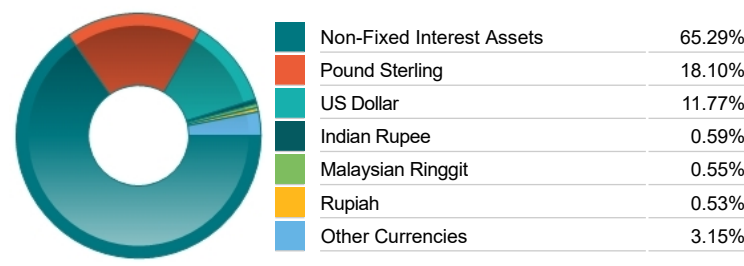 Non-Fixed Interest Assets 65.29%
Pound Sterling 18.10%
US Dollar 11.77%
Indian Rupee 0.59%
Malaysian Ringgit 0.55%
Rupiah 0.53%
Other Currencies 3.15%